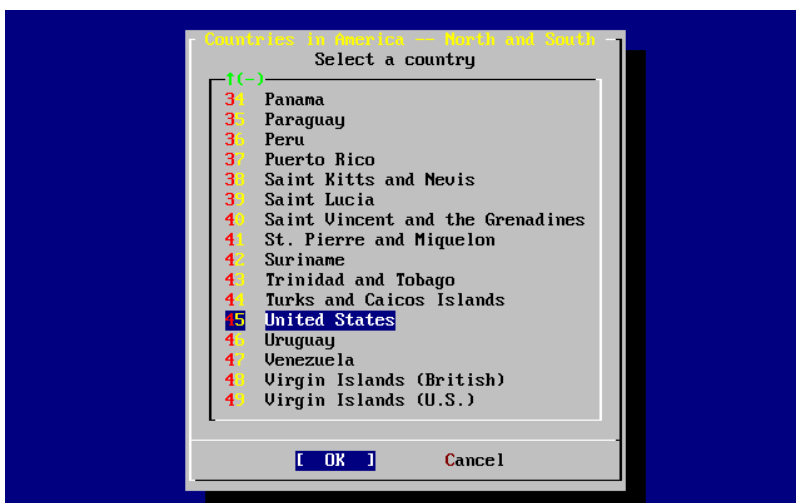 Countries in America -- North and South
Select a country
↑(-)
34 Panama
35 Paraguay
36 Peru
37 Puerto Rico
38 Saint Kitts and Nevis
39 Saint Lucia
40 Saint Vincent and the Grenadines
41 St. Pierre and Miquelon
42 Suriname
43 Trinidad and Tobago
44 Turks and Caicos Islands
45 United States
46 Uruguay
47 Venezuela
48 Virgin Islands (British)
49 Virgin Islands (U.S.)
[ OK ] Cancel